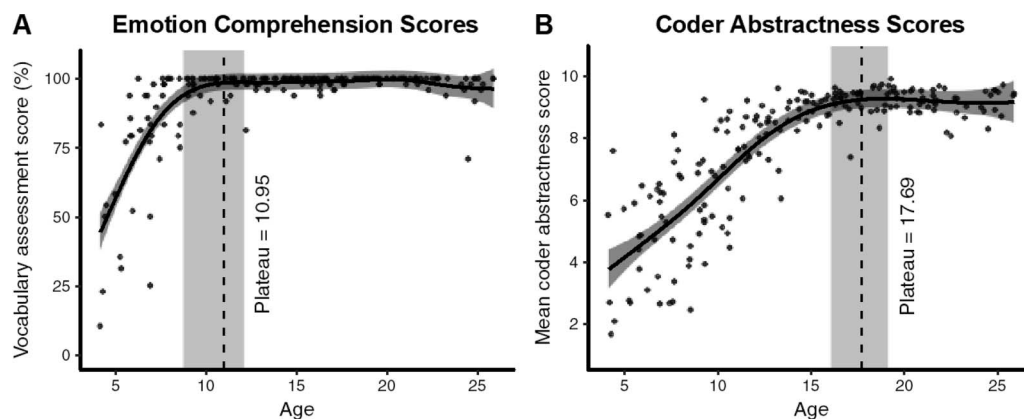 A Emotion Comprehension Scores
Vocabulary assessment score (%)
100
75
50
25
0
Plateau = 10.95
5 10 15 20 25
Age
B Coder Abstractness Scores
Mean coder abstractness score
10
8
6
4
2
Plateau = 17.69
5 10 15 20 25
Age